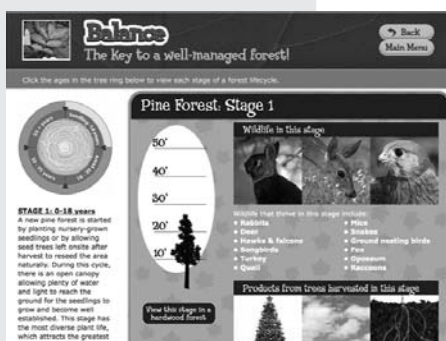 Balance
The Key to a well-managed forest!
Back
Main Menu
Click the ages in the tree ring below to view each stage of a forest lifecycle.
STAGE 1: 0-18 years
A new pine forest is started
by planting nursery-grown
seedlings or by allowing
seed trees left onsite after
harvest to reseed the area
naturally. During this cycle,
there is an open canopy
allowing plenty of water
and light to reach the
ground for the seedlings to
grow and become well
established. This stage has
the most diverse plant life,
which attracts the greatest
Pine Forest: Stage 1
50'
40'
30'
20'
10'
View this stage in a
hardwood forest
Wildlife in this stage
Wildlife that thrive in this stage include:
• Rabbits
• Deer
• Hawks & falcons
• Songbirds
• Turkey
• Quail
• Mice
• Snakes
• Ground nesting birds
• Fox
• Opossum
• Raccoons
Products from trees harvested in this stage